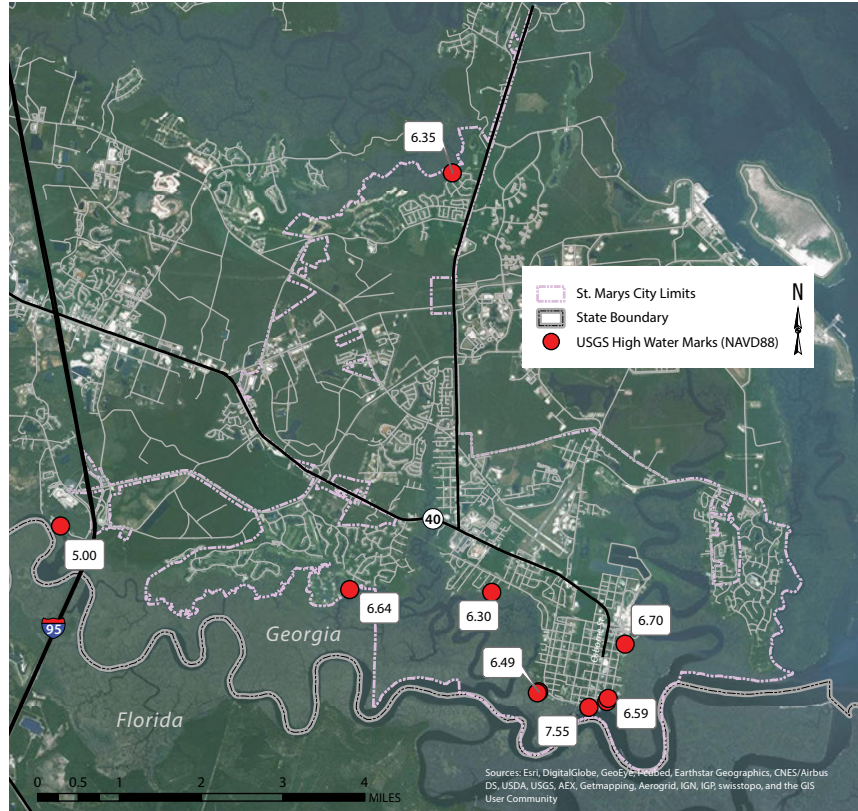 6.35
St. Marys City Limits
N
State Boundary
USGS High Water Marks (NAVD88)
40
5.00
6.64
6.30
6.70
95
Georgia
Osborne St
6.49
6.59
Florida
7.55
0 0.5 1 2 3 4
MILES
Sources: Esri, DigitalGlobe, GeoEye, i-cubed, Earthstar Geographics, CNES/Airbus
DS, USDA, USGS, AEX, Getmapping, Aerogrid, IGN, IGP, swisstopo, and the GIS
User Community